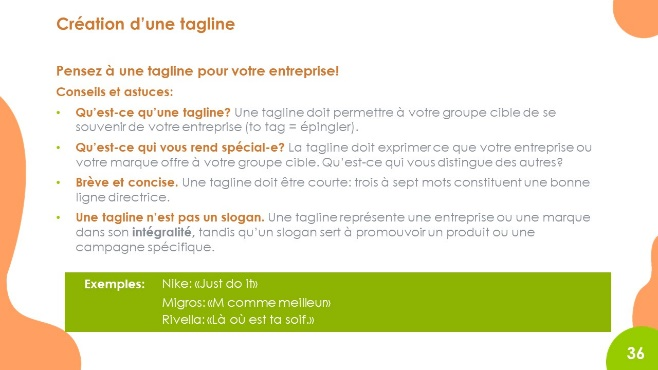 Création d'une tagline
Pensez à une tagline pour votre entreprise!
Conseils et astuces:
• Qu'est-ce qu'une tagline? Une tagline doit permettre à votre groupe cible de se
souvenir de votre entreprise (to tag = épingler).
• Qu'est-ce qui vous rend spécial-e? La tagline doit exprimer ce que votre entreprise ou
votre marque offre à votre groupe cible. Qu'est-ce qui vous distingue des autres?
• Brève et concise. Une tagline doit être courte: trois à sept mots constituent une bonne
ligne directrice.
• Une tagline n'est pas un slogan. Une tagline représente une entreprise ou une marque
dans son intégralité, tandis qu'un slogan sert à promouvoir un produit ou une
campagne spécifique.
Exemples: Nike: «Just do it»
Migros: «M comme meilleur»
Rivella: «Là où est ta soif.»
36